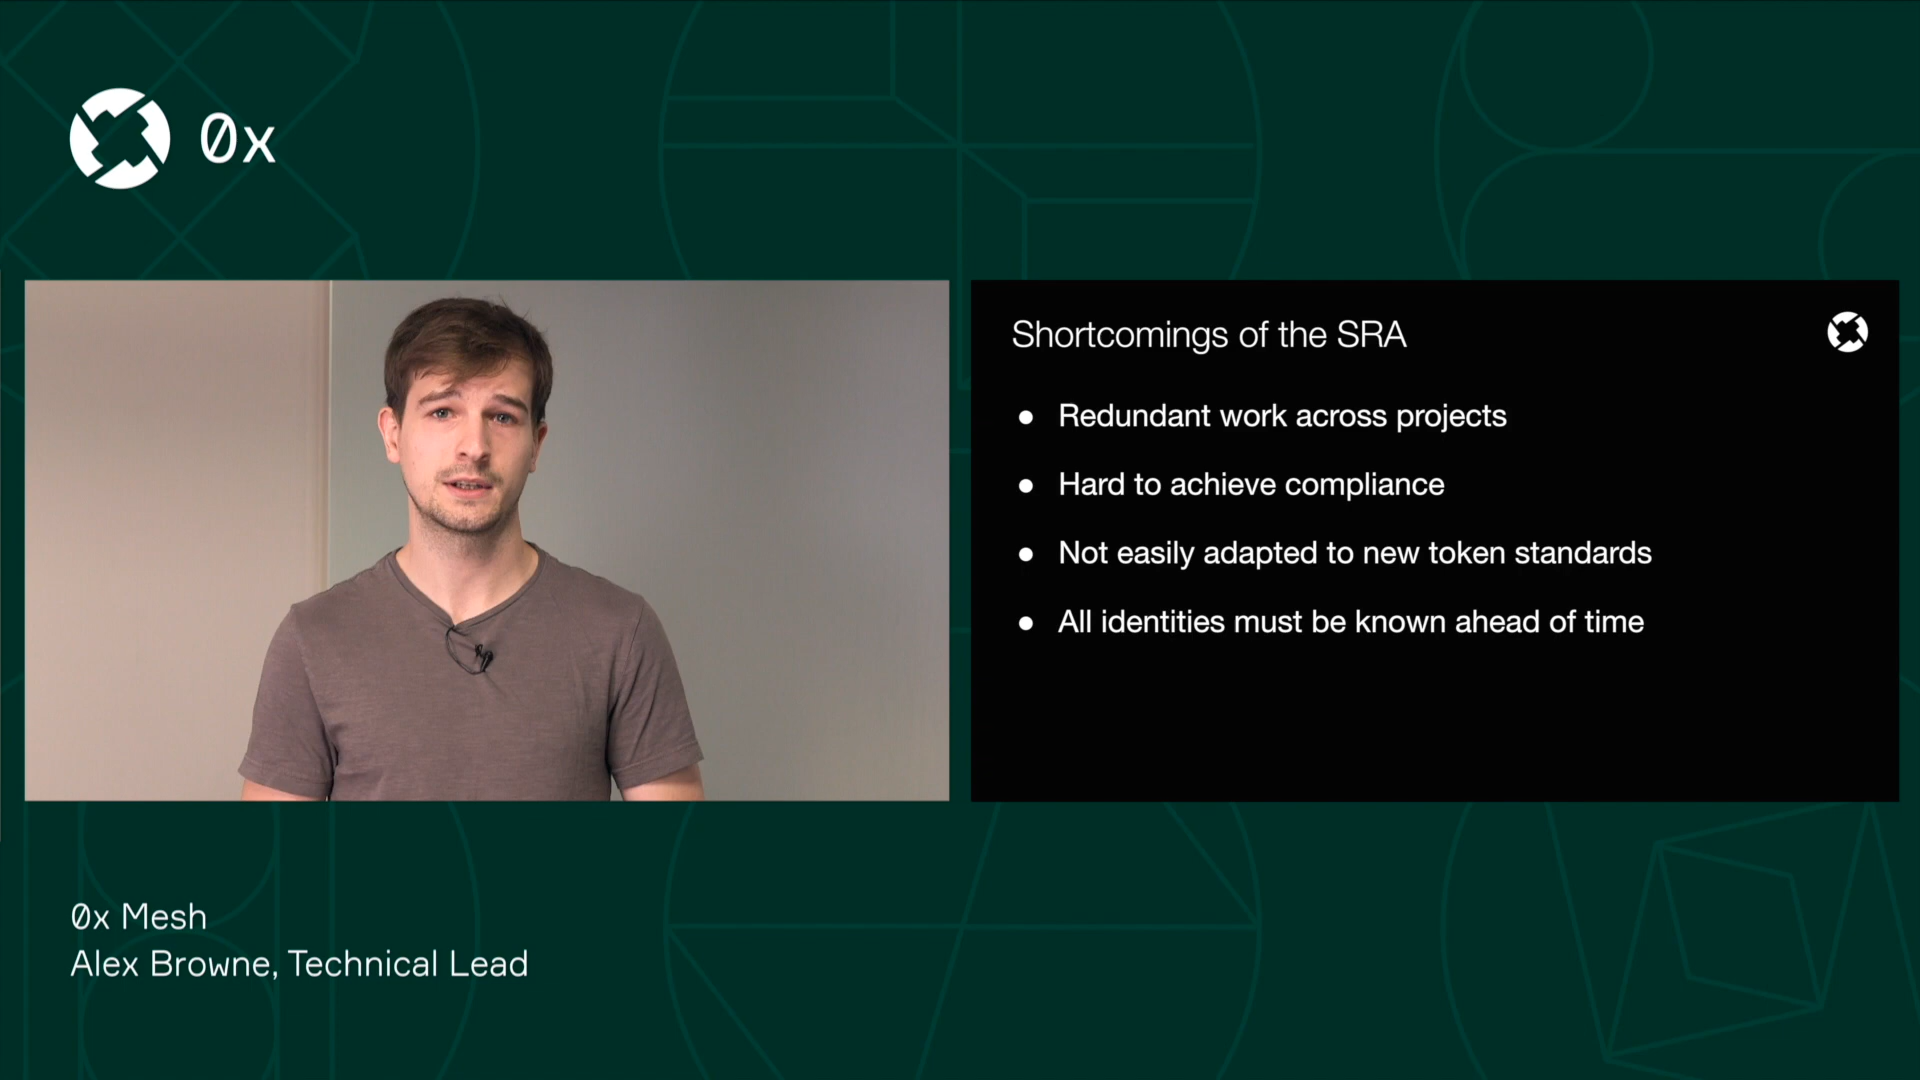 0x
Shortcomings of the SRA
● Redundant work across projects
● Hard to achieve compliance
● Not easily adapted to new token standards
● All identities must be known ahead of time
0x Mesh
Alex Browne, Technical Lead